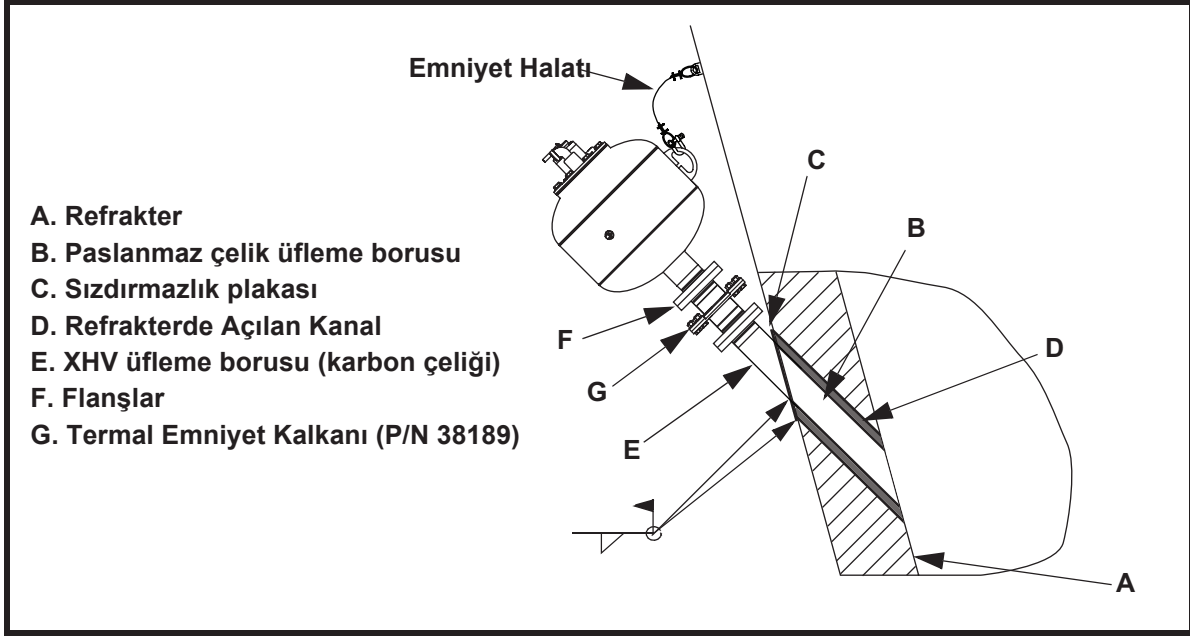 Emniyet Halatı
A. Refrakter
B. Paslanmaz çelik üfleme borusu
C. Sızdırmazlık plakası
D. Refrakterde Açılan Kanal
E. XHV üfleme borusu (karbon çeliği)
F. Flanşlar
G. Termal Emniyet Kalkanı (P/N 38189)
C
B
F
D
G
E
A